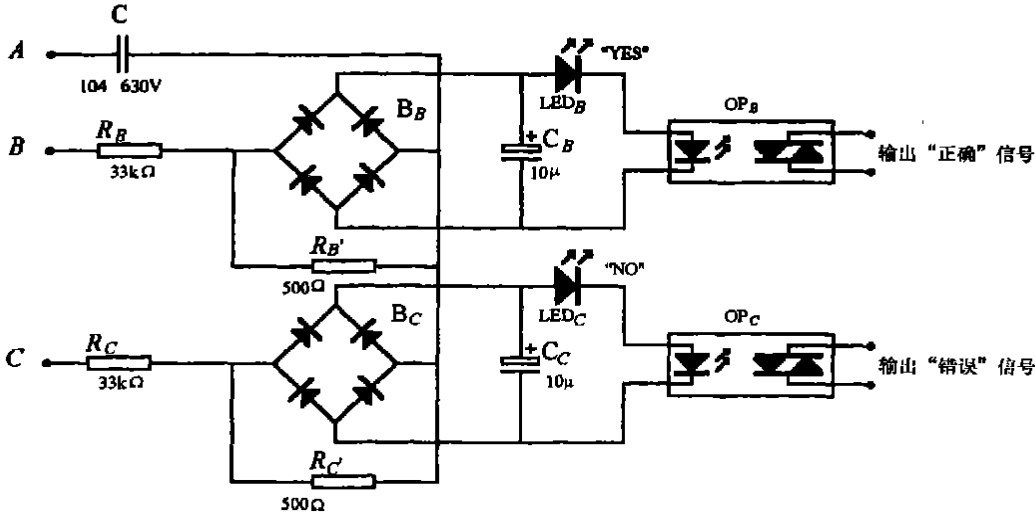 C
A
104 630V
"YES"
B_B
LED_B
OP_B
R_B
B
33kΩ
+ C_B
10μ
输出“正确”信号
R_B'
500Ω
"NO"
B_C
LED_C
OP_C
C
R_C
33kΩ
+ C_C
10μ
输出“错误”信号
R_C'
500Ω